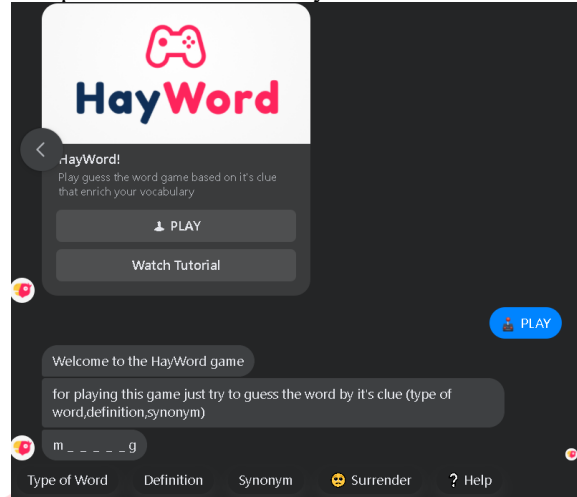 HayWord
HayWord!
Play guess the word game based on it's clue
that enrich your vocabulary
PLAY
Watch Tutorial
PLAY
Welcome to the HayWord game
for playing this game just try to guess the word by it's clue (type of
word,definition,synonym)
m _ _ _ _ _ g
Type of Word Definition Synonym Surrender ? Help